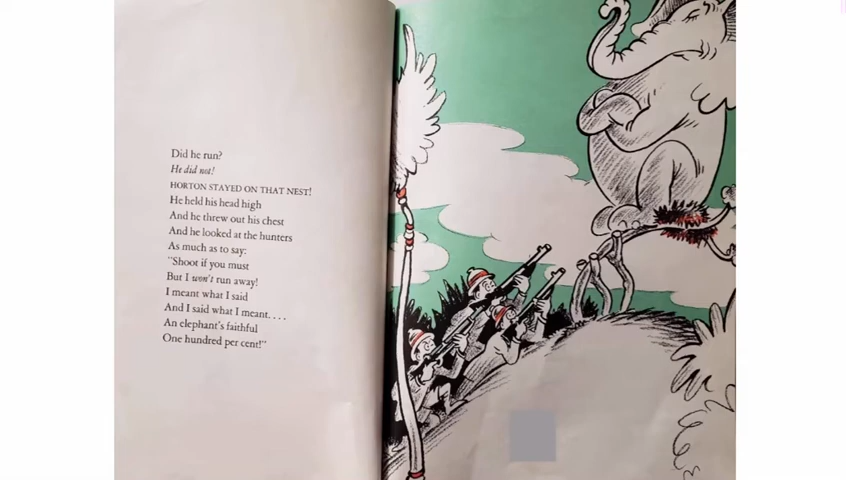 Did he run?
He did not!
HORTON STAYED ON THAT NEST!
He held his head high
And he threw out his chest
And he looked at the hunters
As much as to say:
"Shoot if you must
But I won't run away!
I meant what I said
And I said what I meant. . . .
An elephant's faithful
One hundred per cent!"